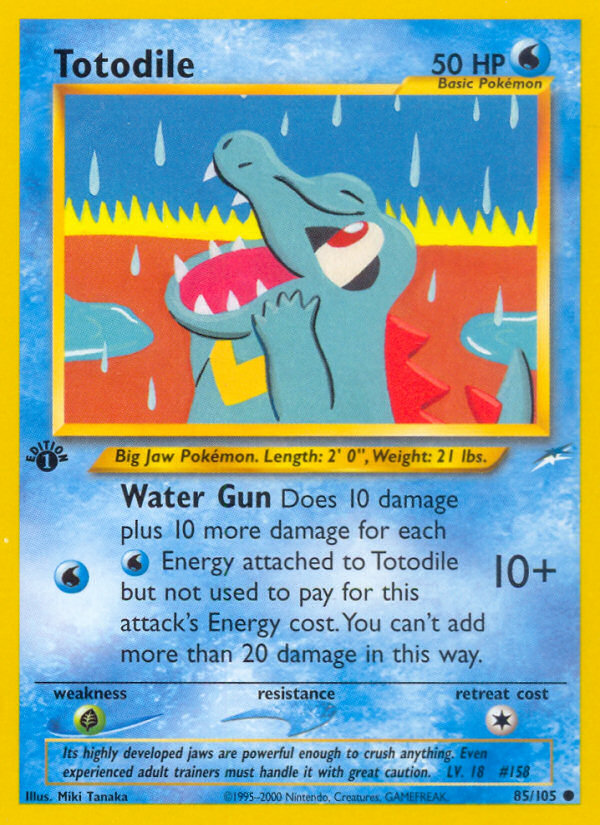 Totodile
50 HP
Basic Pokémon
EDITION
1
Big Jaw Pokémon. Length: 2' 0", Weight: 21 lbs.
Water Gun Does 10 damage
plus 10 more damage for each
Energy attached to Totodile
but not used to pay for this
attack's Energy cost. You can't add
more than 20 damage in this way.
10+
weakness
resistance
retreat cost
Its highly developed jaws are powerful enough to crush anything. Even
experienced adult trainers must handle it with great caution. LV. 18 #158
Illus. Miki Tanaka
©1995-2000 Nintendo, Creatures, GAMEFREAK.
85/105